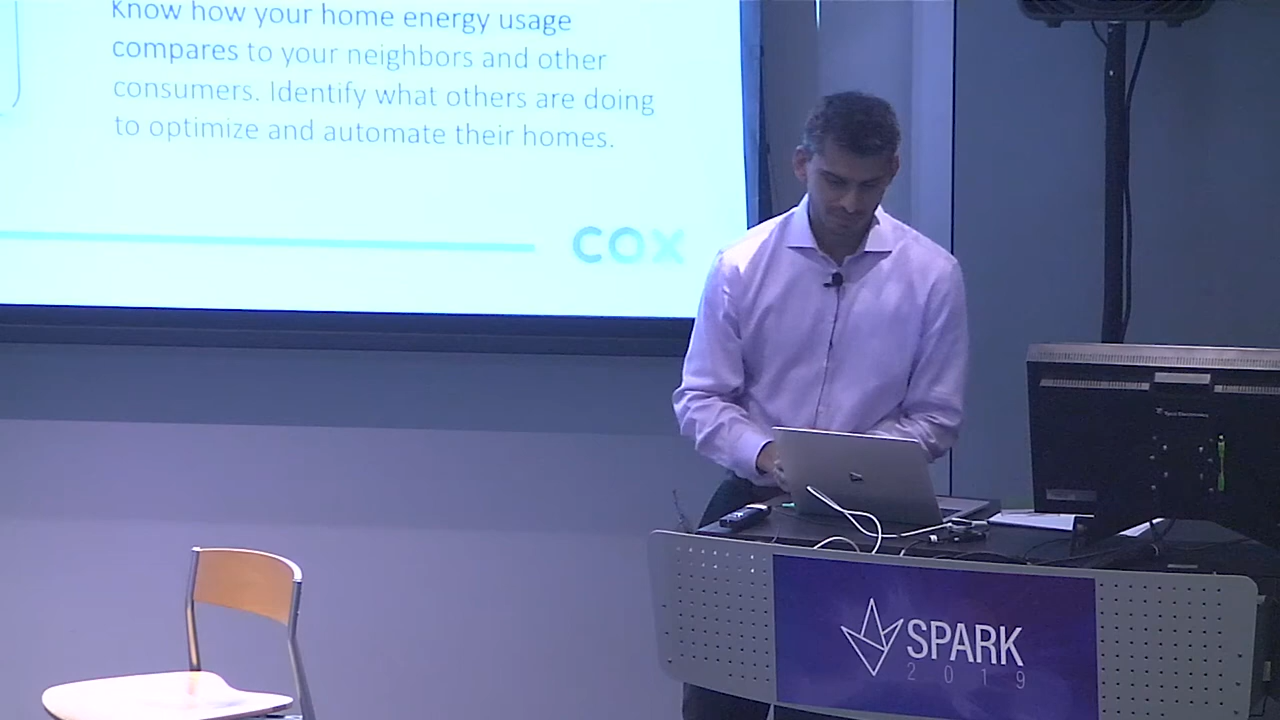 Know how your home energy usage
compares to your neighbors and other
consumers. Identify what others are doing
to optimize and automate their homes.
COX
SPARK
2019